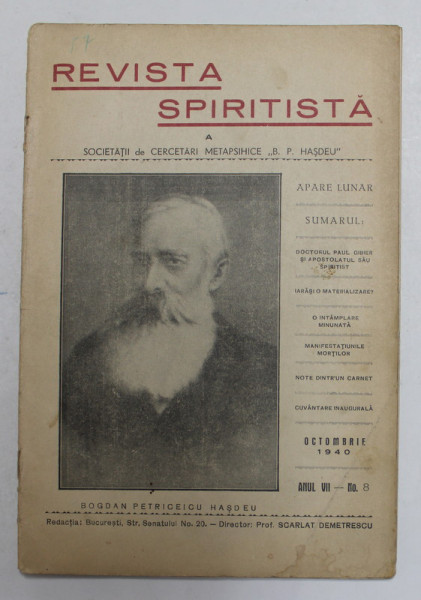 REVISTA
SPIRITISTĂ
A
SOCIETAȚII de CERCETĂRI METAPSIHICE „B. P. HAȘDEU"
APARE LUNAR
SUMARUL:
DOCTORUL PAUL GIBIER
ȘI APOSTOLATUL SĂU
SPIRITIST
IARĂȘI O MATERIALIZARE?
O INTÂMPLARE
MINUNATĂ
MANIFESTAȚIUNILE
MORȚILOR
NOTE DINTR'UN CARNET
CUVÂNTARE INAUGURALĂ
OCTOMBRIE
1940
ANUL VII — No. 8
BOGDAN PETRICEICU HAȘDEU
Redacția: București, Str. Senatului No. 20. — Director: Prof. SCARLAT DEMETRESCU